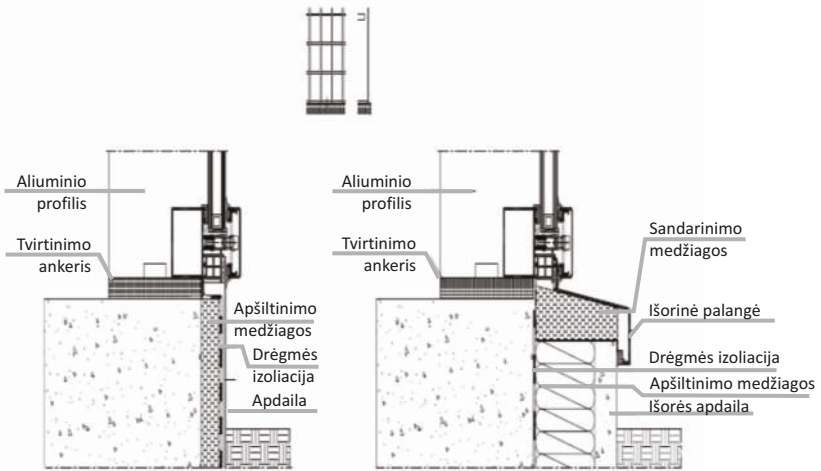 Aliuminio
profilis
Tvirtinimo
ankeris
Apšiltinimo
medžiagos
Drėgmės
izoliacija
Apdaila
Aliuminio
profilis
Tvirtinimo
ankeris
Sandarinimo
medžiagos
Išorinė palangė
Drėgmės izoliacija
Apšiltinimo medžiagos
Išorės apdaila